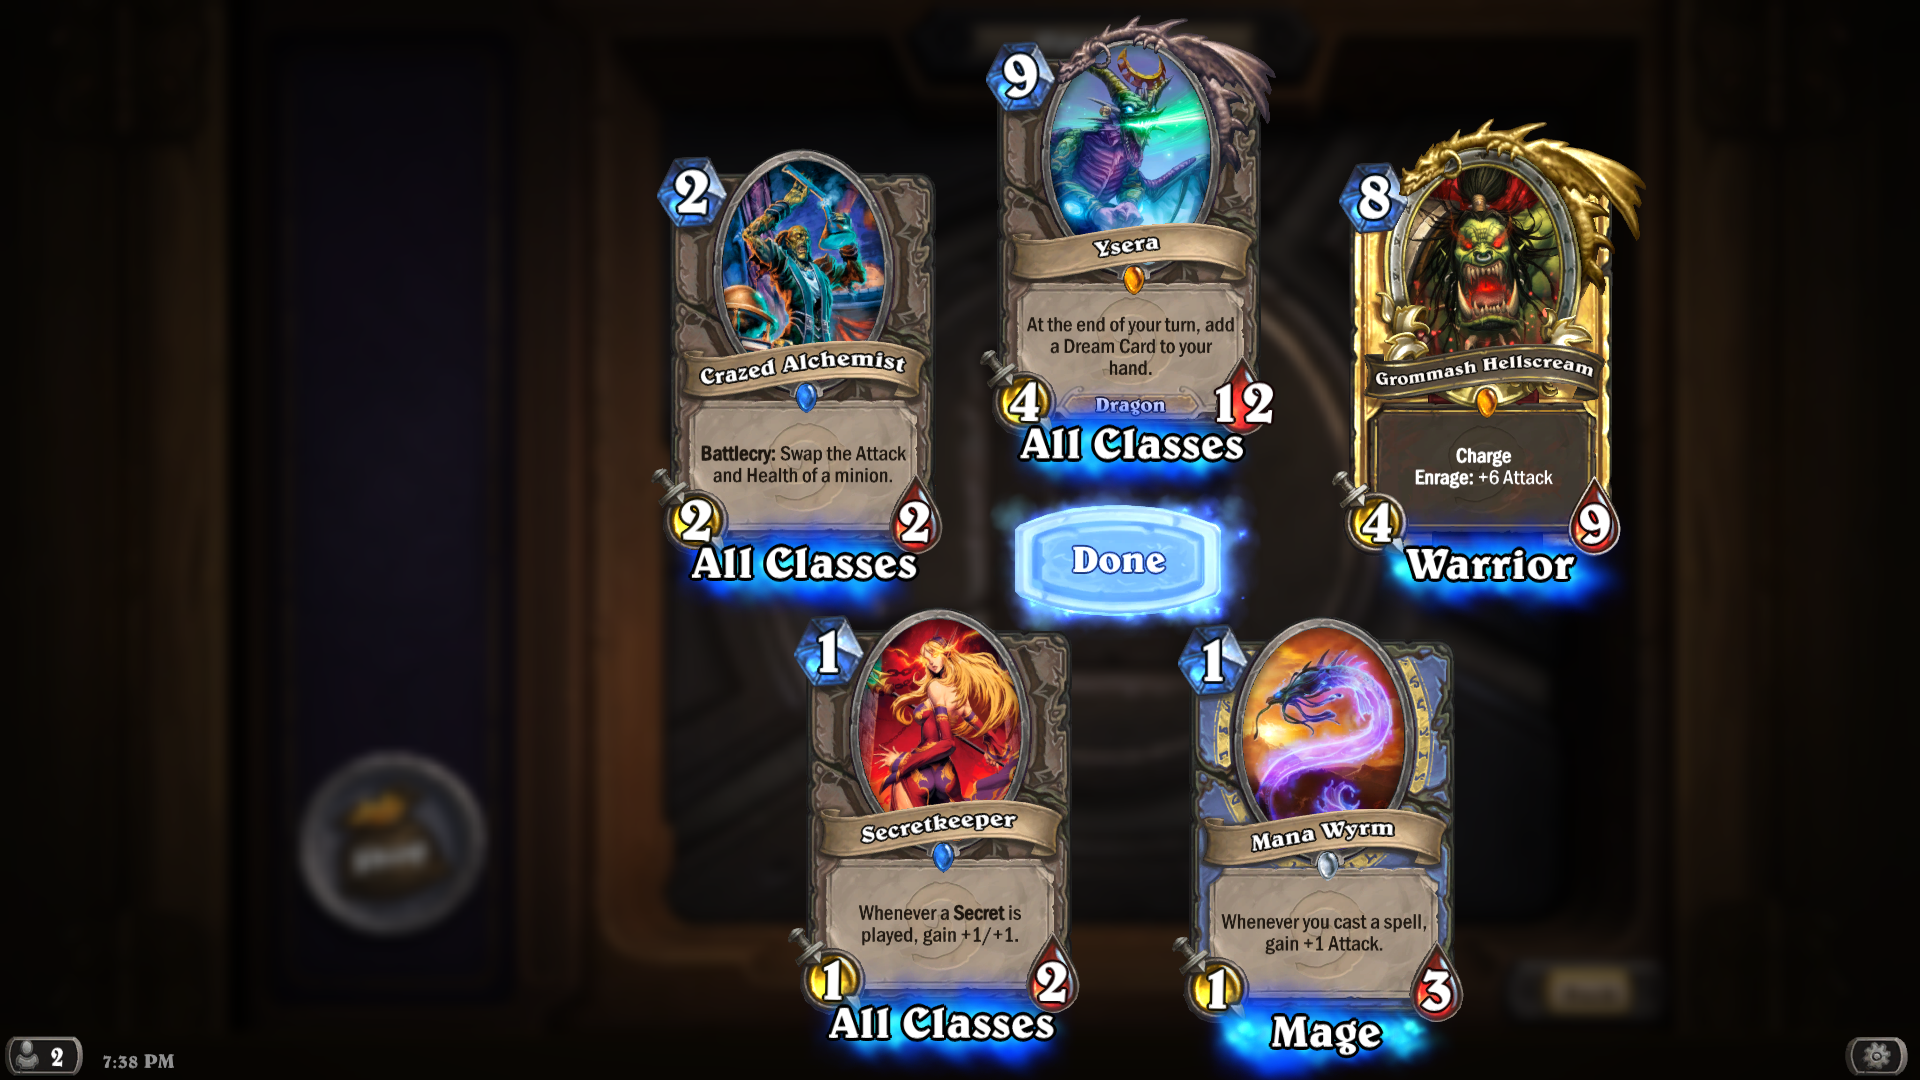 2
Crazed Alchemist
Battlecry: Swap the Attack
and Health of a minion.
2
2
All Classes
9
Ysera
At the end of your turn, add
a Dream Card to your
hand.
Dragon
4
12
All Classes
8
Grommash Hellscream
Charge
Enrage: +6 Attack
4
9
Warrior
Done
1
Secretkeeper
Whenever a Secret is
played, gain +1/+1.
1
2
All Classes
1
Mana Wyrm
Whenever you cast a spell,
gain +1 Attack.
1
3
Mage
2
7:38 PM